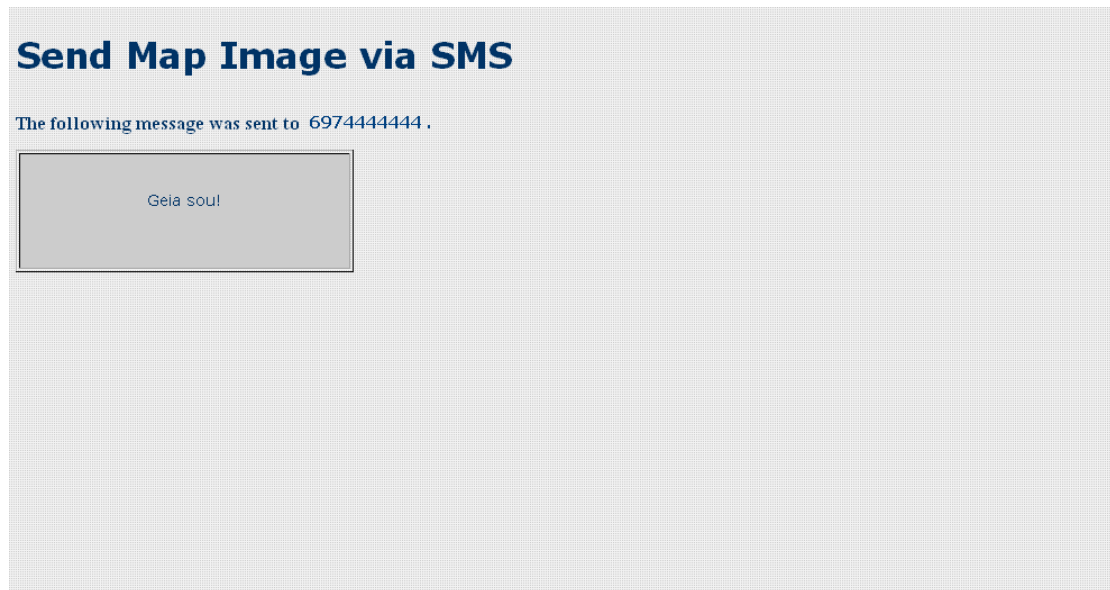 Send Map Image via SMS
The following message was sent to 6974444444 .
Geia sou!